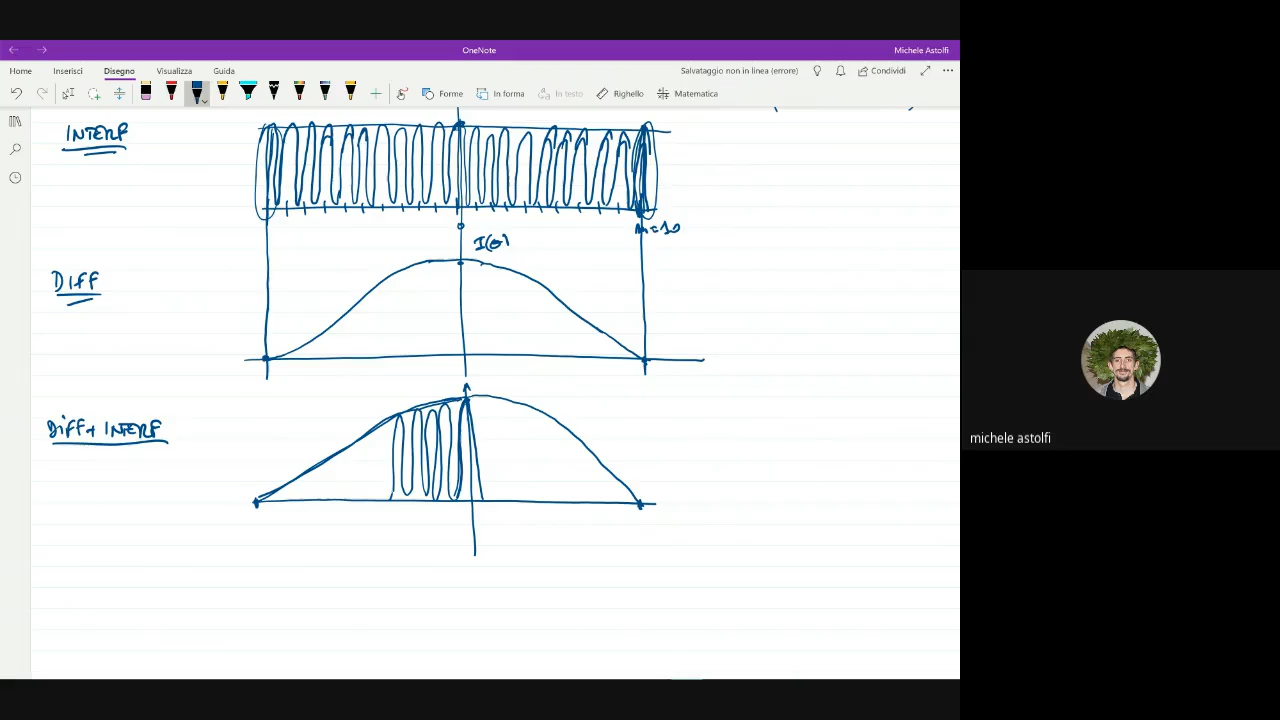 OneNote
Michele Astolfi
Home Inserisci Disegno Visualizza Guida
Salvataggio non in linea (errore) Condividi
Forme In forma In testo Righello Matematica
INTERF
m=10
I(θ)
DIFF
DIFF+INTERF
michele astolfi